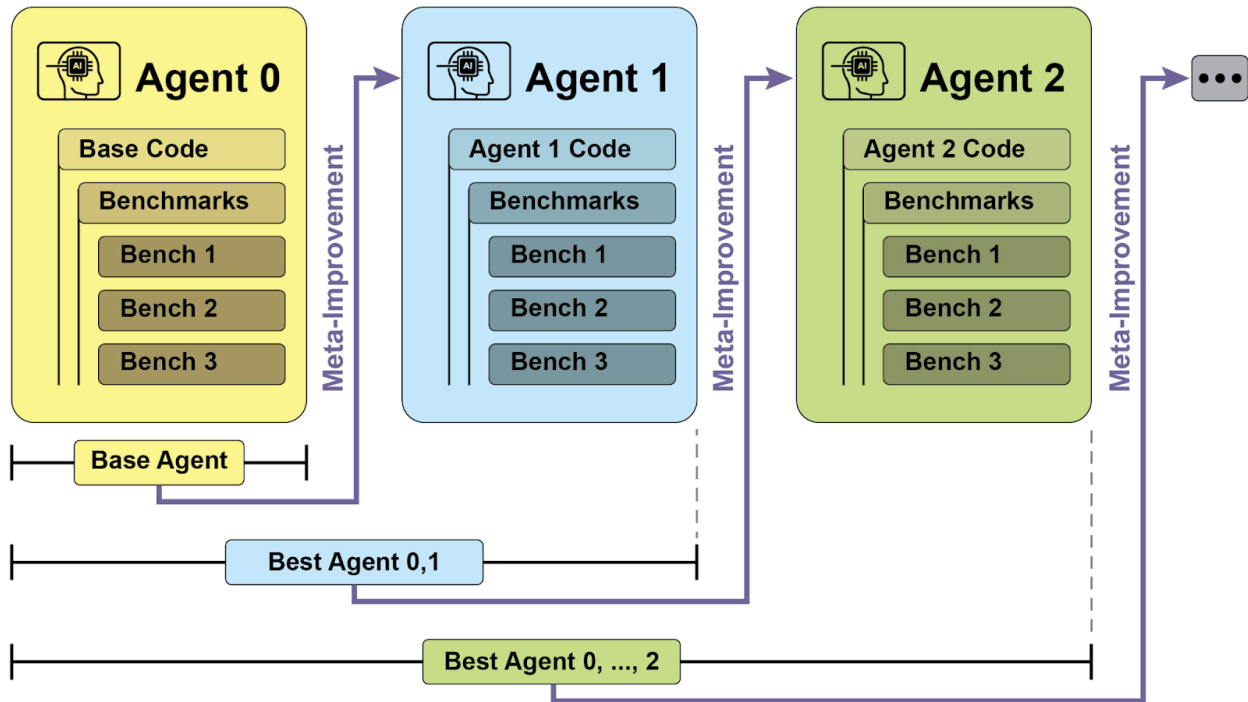 AI
Agent 0
Base Code
Benchmarks
Bench 1
Bench 2
Bench 3
Meta-Improvement
AI
Agent 1
Agent 1 Code
Benchmarks
Bench 1
Bench 2
Bench 3
Meta-Improvement
AI
Agent 2
Agent 2 Code
Benchmarks
Bench 1
Bench 2
Bench 3
Meta-Improvement
•••
Base Agent
Best Agent 0,1
Best Agent 0, ..., 2